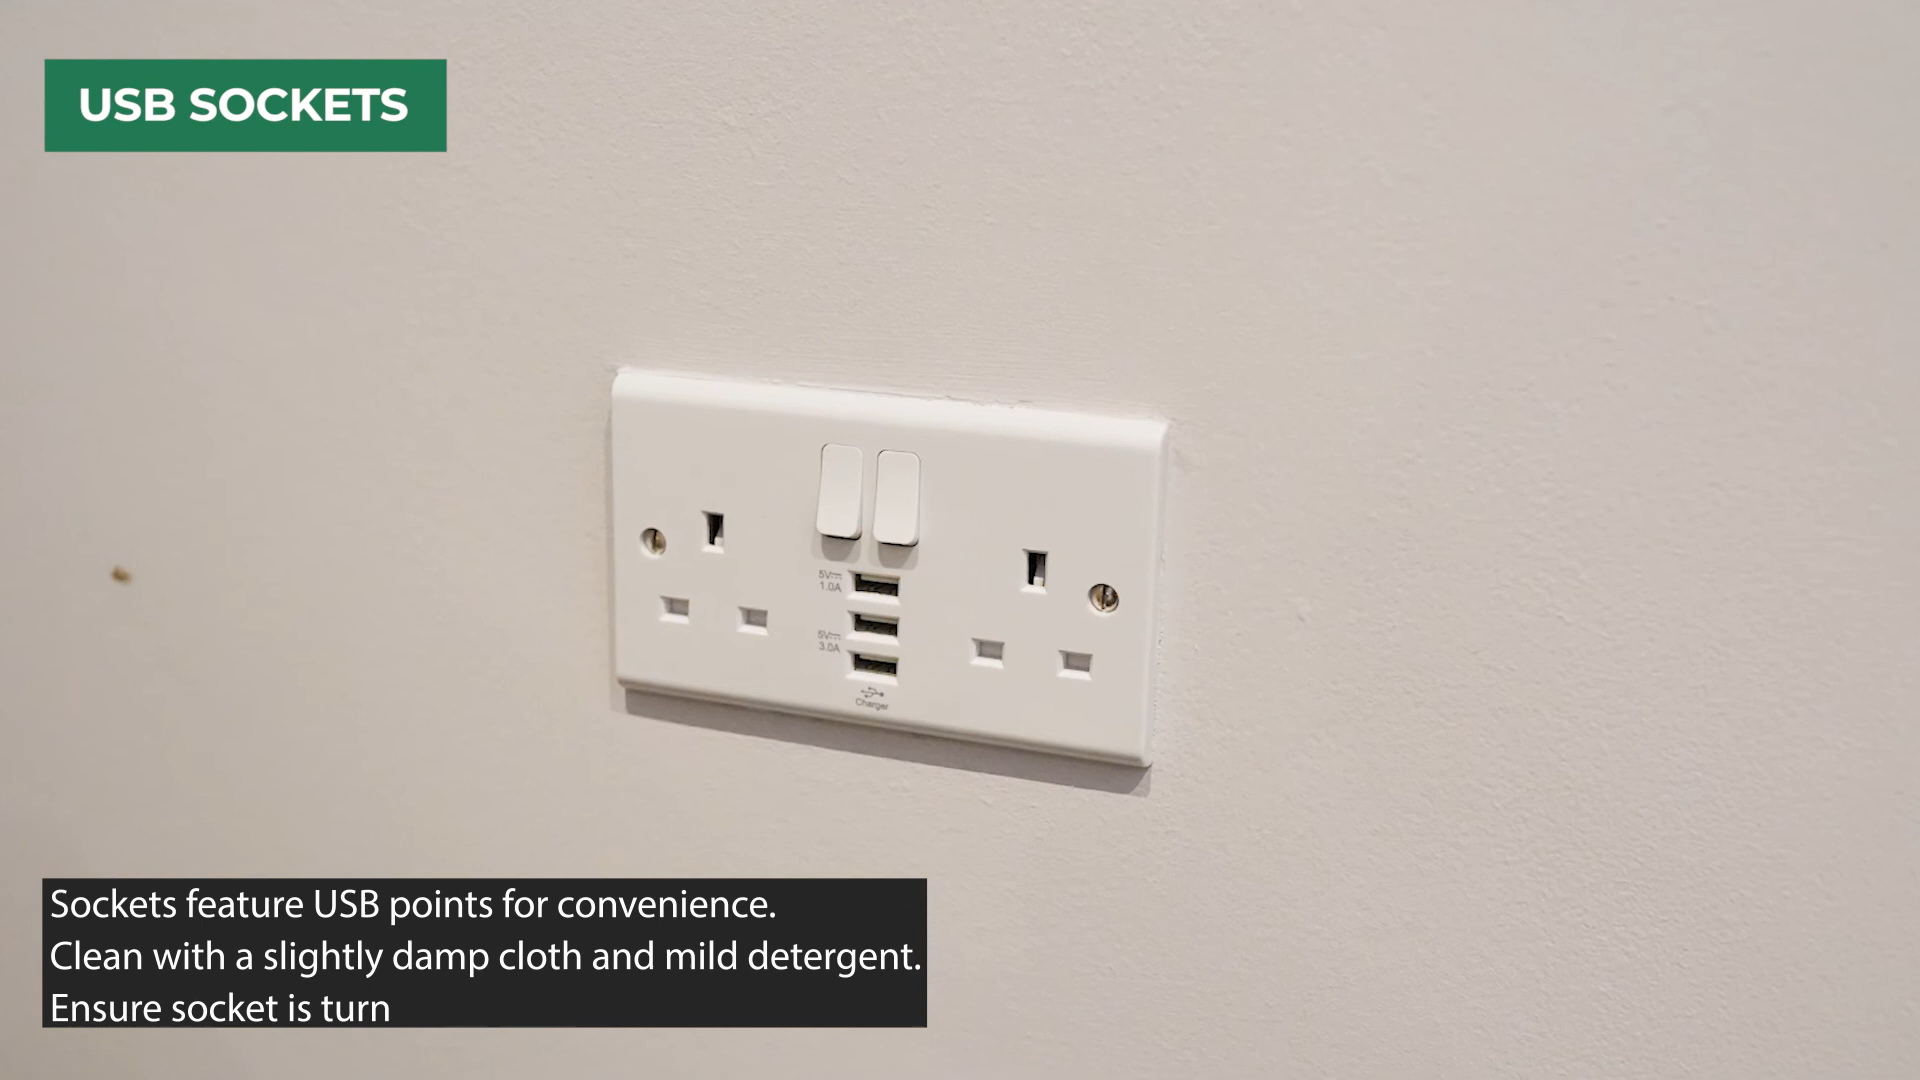 USB SOCKETS
5V
1.0A
5V
3.0A
Charger
Sockets feature USB points for convenience.
Clean with a slightly damp cloth and mild detergent.
Ensure socket is turn